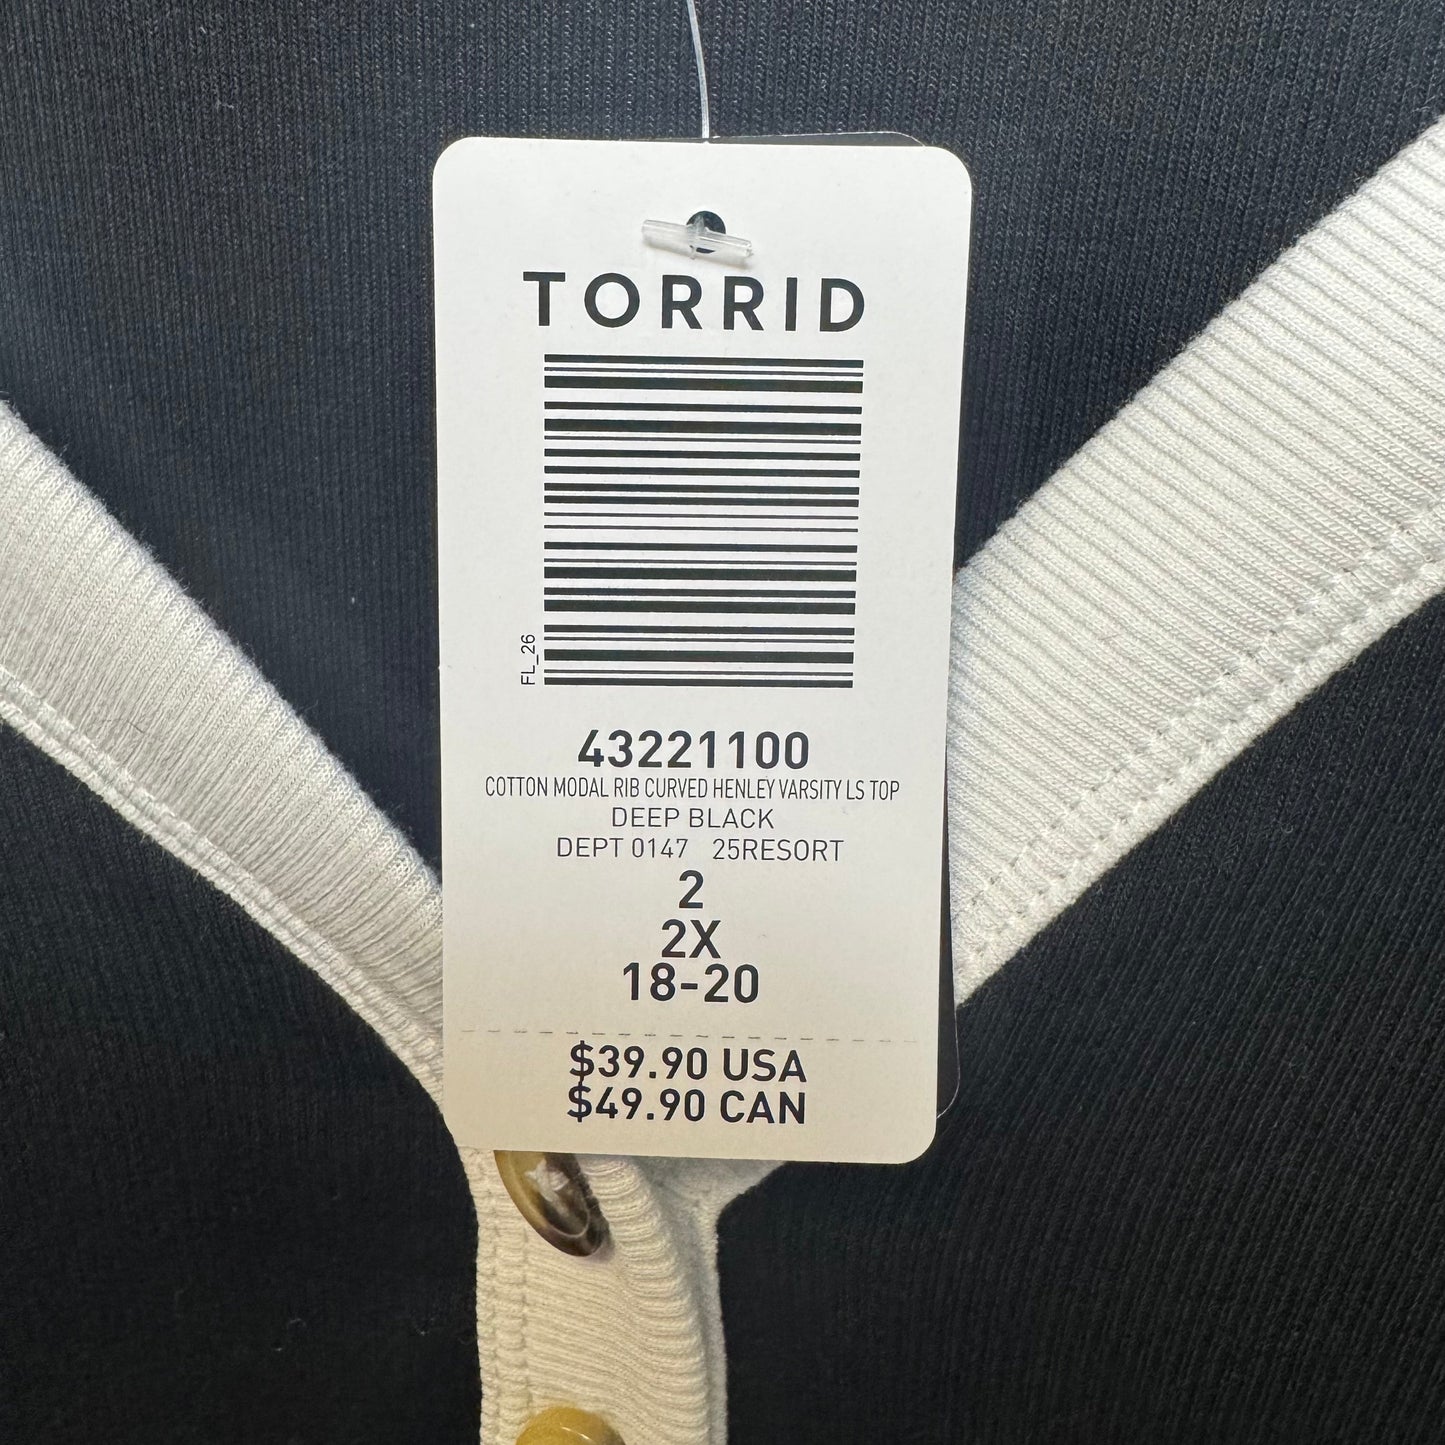 TORRID
FL_26
43221100
COTTON MODAL RIB CURVED HENLEY VARSITY LS TOP
DEEP BLACK
DEPT 0147 25RESORT
2
2X
18-20
$39.90 USA
$49.90 CAN